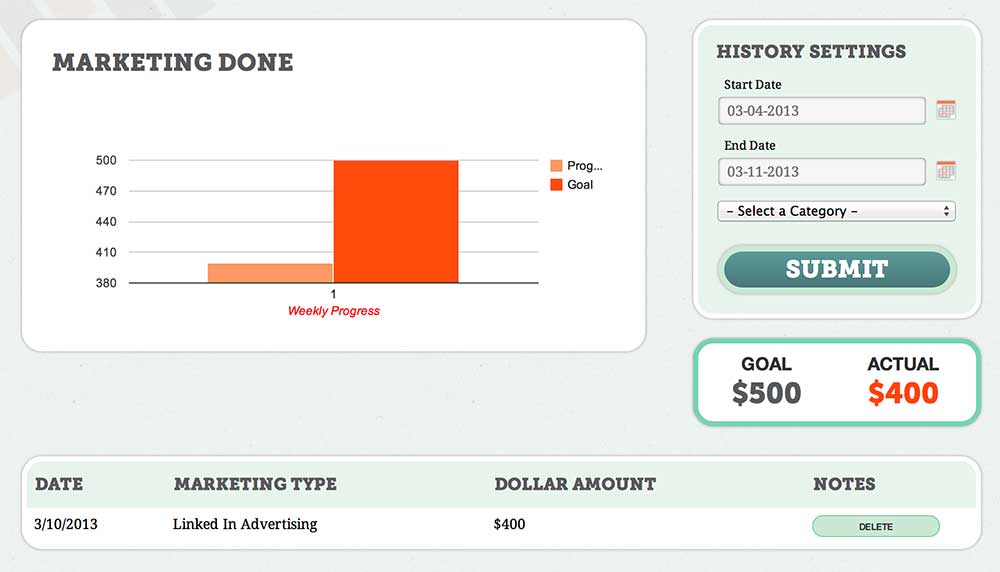 MARKETING DONE
500
470
440
410
380
1
Weekly Progress
Prog...
Goal
HISTORY SETTINGS
Start Date
03-04-2013
End Date
03-11-2013
- Select a Category -
SUBMIT
GOAL ACTUAL
$500 $400
DATE MARKETING TYPE DOLLAR AMOUNT NOTES
3/10/2013 Linked In Advertising $400 DELETE